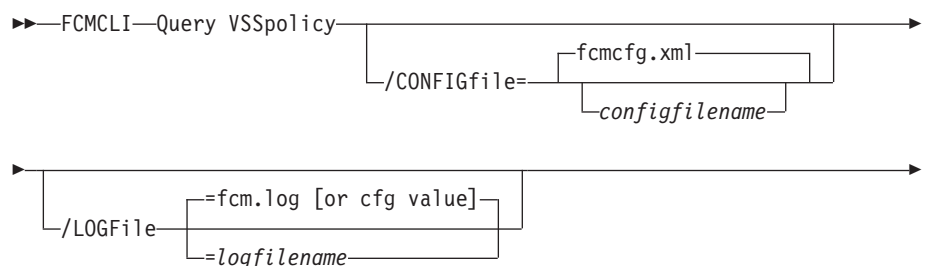 FCMCLI Query VSSpolicy
fcmcfg.xml
/CONFIGfile=
configfilename
=fcm.log [or cfg value]
/LOGFile
=logfilename